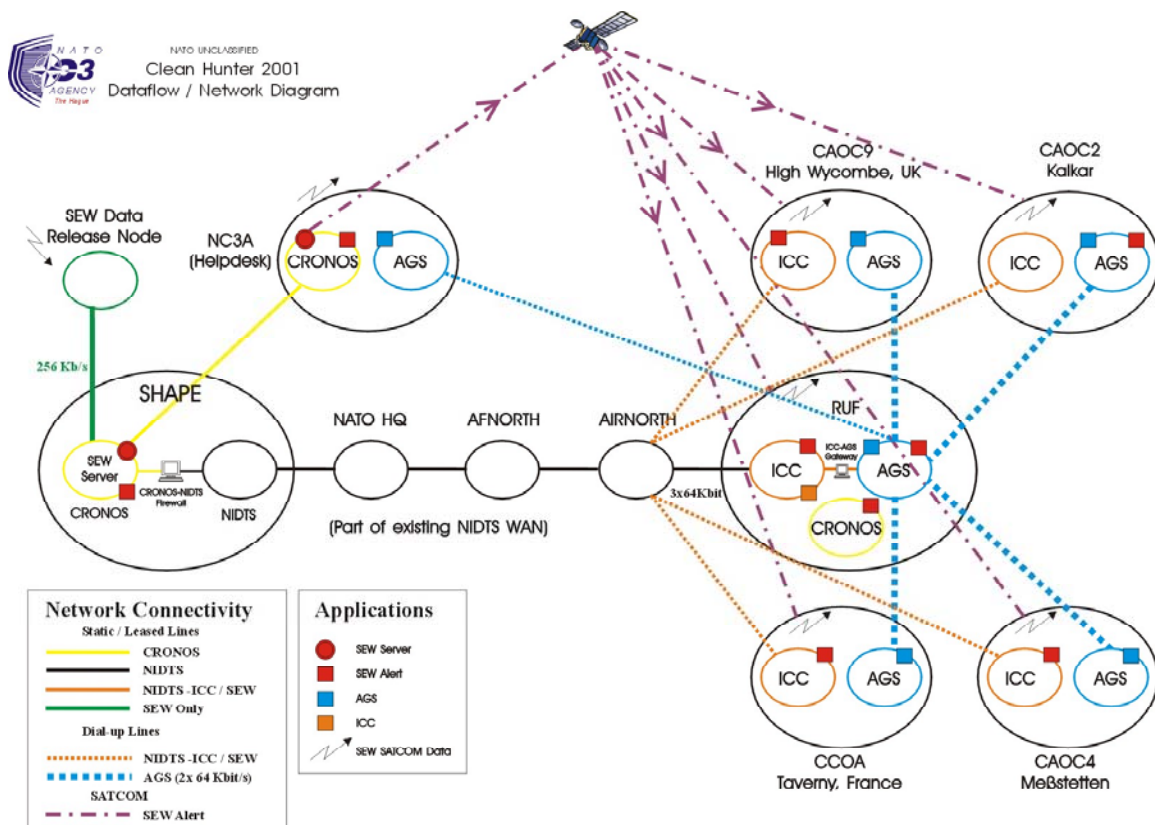 NATO
C3
AGENCY
The Hague
NATO UNCLASSIFIED
Clean Hunter 2001
Dataflow / Network Diagram
CAOC9
High Wycombe, UK
CAOC2
Kalkar
SEW Data
Release Node
NC3A
(Helpdesk)
CRONOS
AGS
ICC
AGS
ICC
AGS
256 Kb/s
SHAPE
NATO HQ
AFNORTH
AIRNORTH
RUF
SEW
Server
CRONOS-NIDTS
Firewall
CRONOS
NIDTS
(Part of existing NIDTS WAN)
3x64Kbit
ICC
ICC-AGS
Gateway
AGS
CRONOS
ICC
AGS
ICC
AGS
CCOA
Taverny, France
CAOC4
Meßstetten
Network Connectivity
Static / Leased Lines
CRONOS
NIDTS
NIDTS -ICC / SEW
SEW Only
Dial-up Lines
NIDTS -ICC / SEW
AGS (2x 64 Kbit/s)
SATCOM
SEW Alert
Applications
SEW Server
SEW Alert
AGS
ICC
SEW SATCOM Data